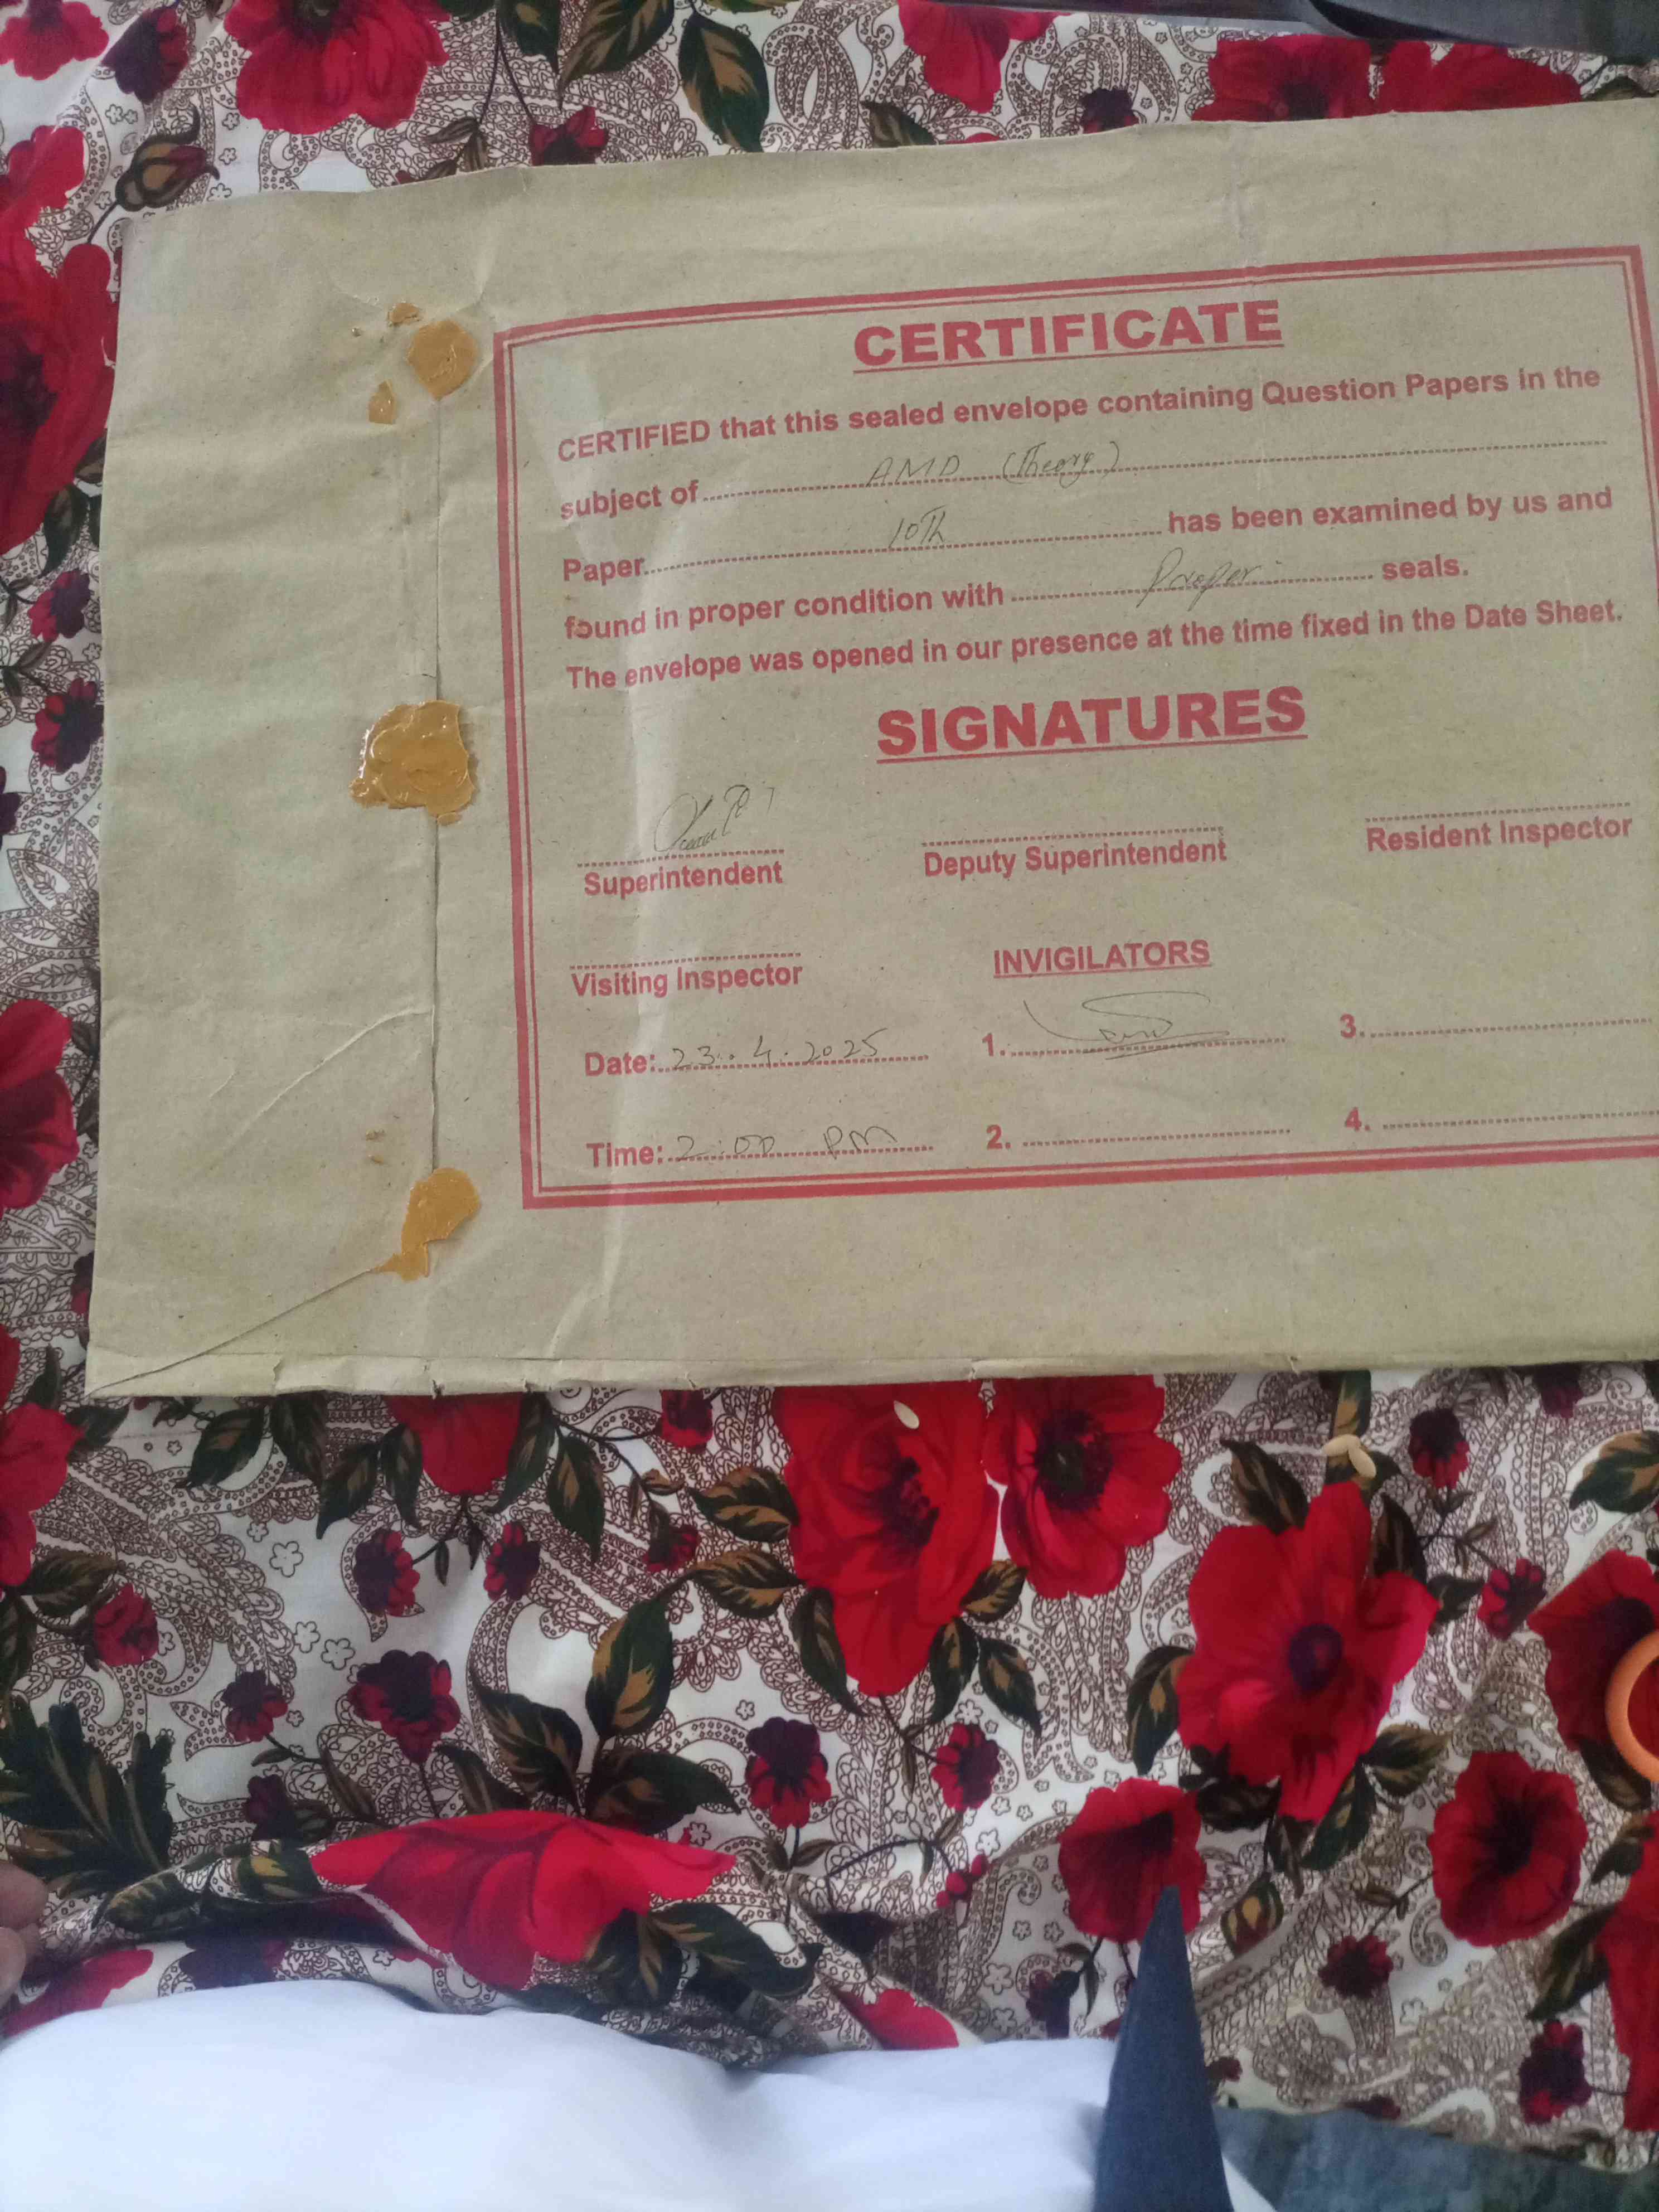 CERTIFICATE
CERTIFIED that this sealed envelope containing Question Papers in the
subject of AMD (Theory)
Paper 10Th has been examined by us and
found in proper condition with Proper seals.
The envelope was opened in our presence at the time fixed in the Date Sheet.
SIGNATURES
Superintendent Deputy Superintendent Resident Inspector
Visiting Inspector INVIGILATORS
Date: 23.4.2025 1. 3.
Time: 2:00 PM 2. 4.